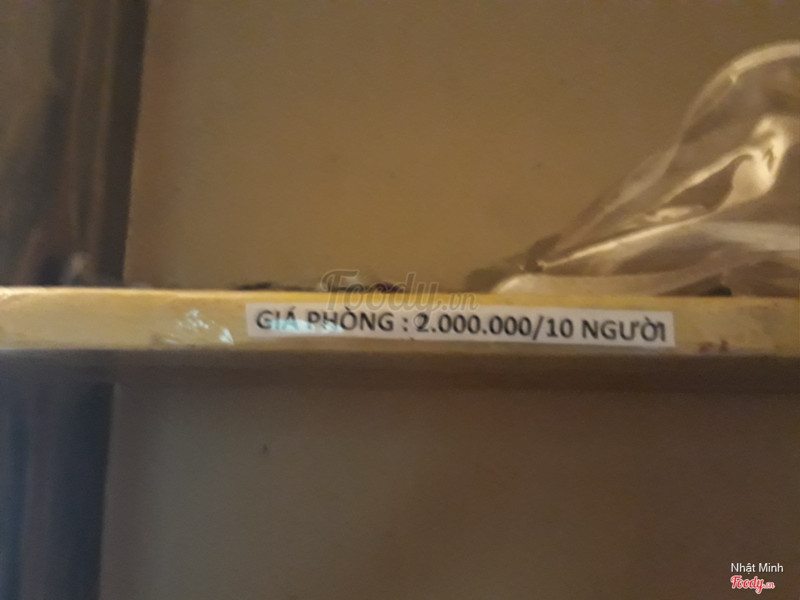 Foody.vn
GIÁ PHÒNG : 2.000.000/10 NGƯỜI
Nhật Minh
Foody.vn